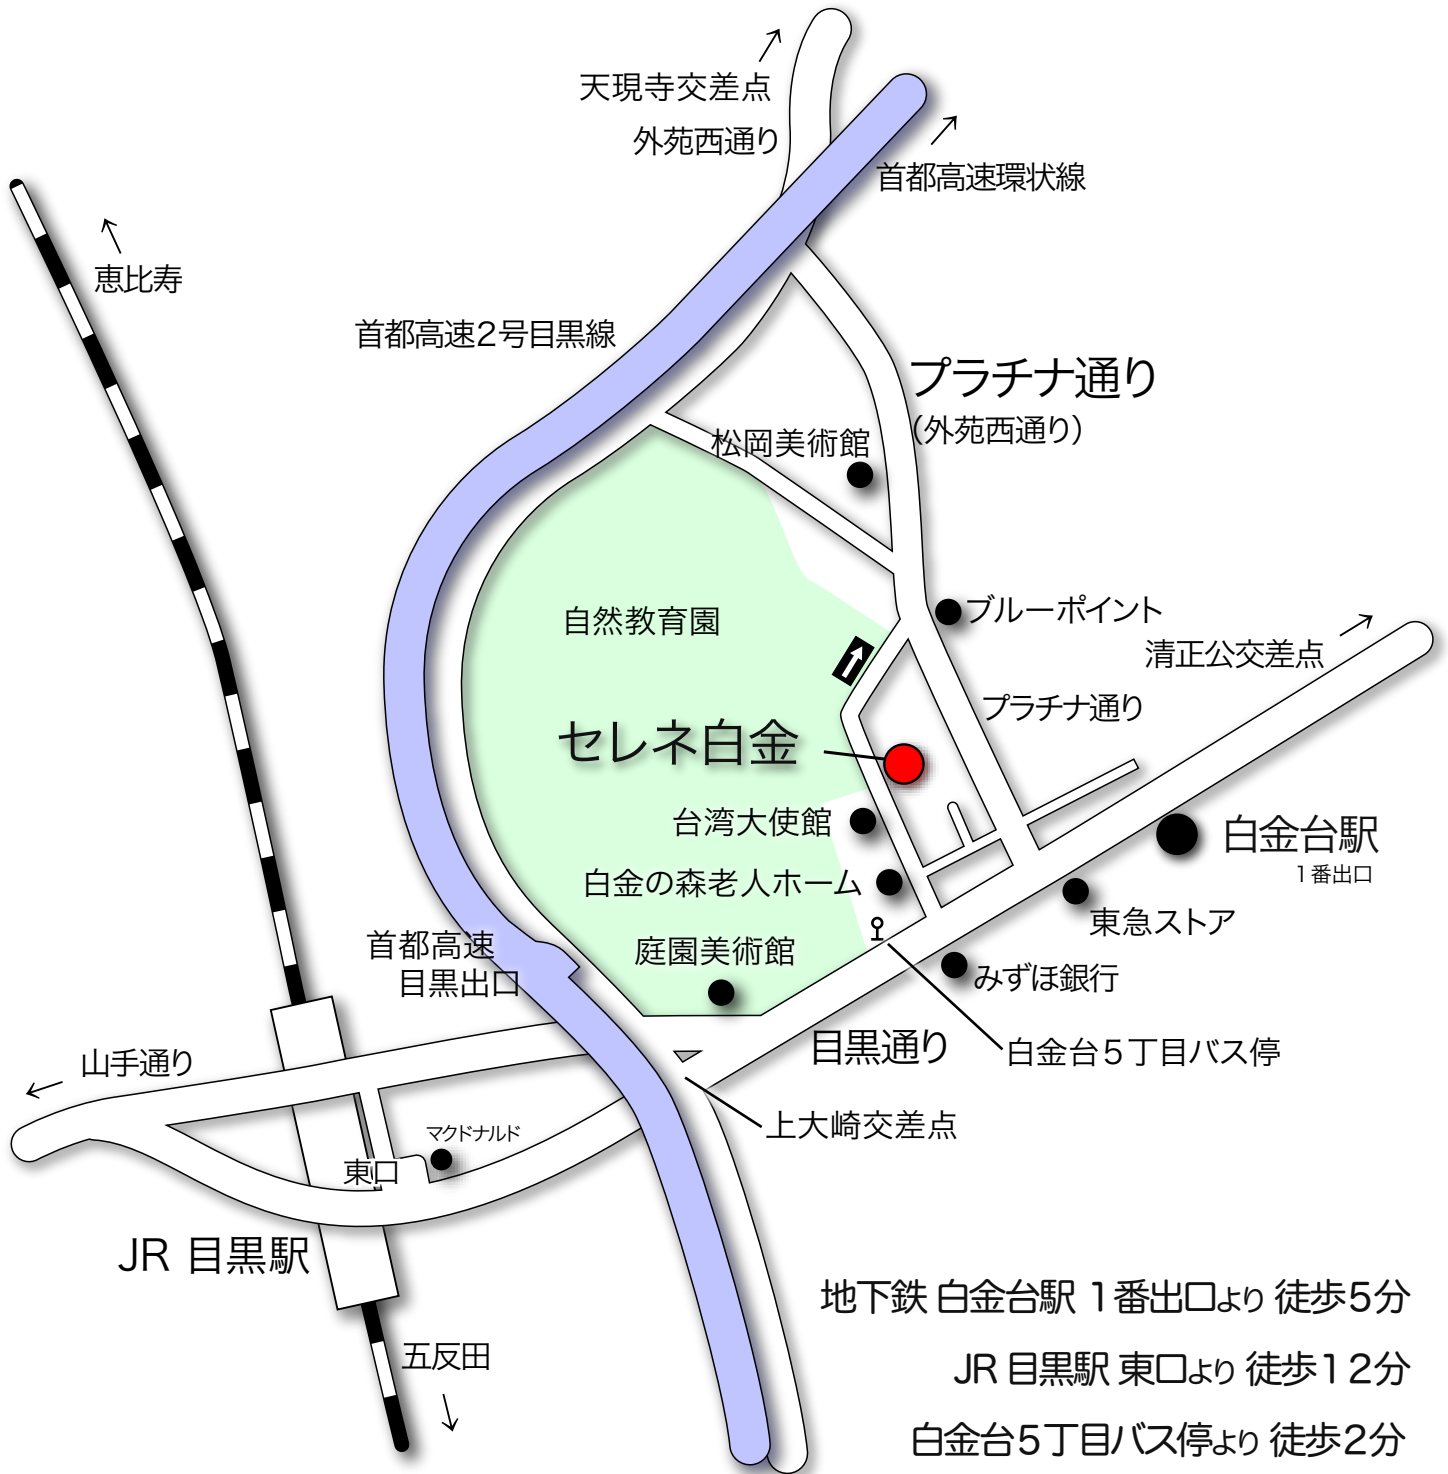 天現寺交差点
外苑西通り
首都高速環状線
恵比寿
首都高速2号目黒線
プラチナ通り
(外苑西通り)
松岡美術館
自然教育園
ブルーポイント
清正公交差点
プラチナ通り
セレネ白金
台湾大使館
白金台駅
1番出口
白金の森老人ホーム
東急ストア
首都高速
目黒出口
庭園美術館
みずほ銀行
目黒通り
白金台5丁目バス停
山手通り
上大崎交差点
マクドナルド
東口
JR 目黒駅
五反田
地下鉄 白金台駅 1番出口より 徒歩5分
JR 目黒駅 東口より 徒歩12分
白金台5丁目バス停より 徒歩2分